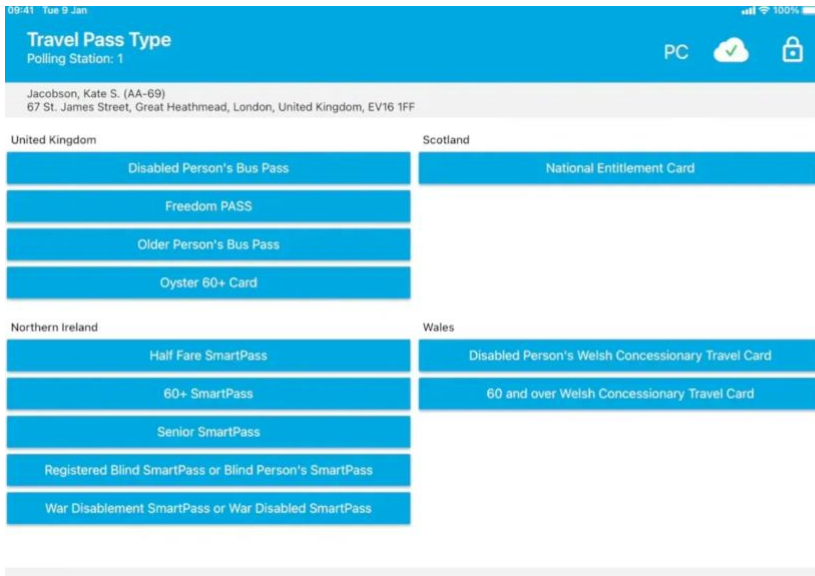 09:41 Tue 9 Jan
100%
Travel Pass Type
Polling Station: 1
PC
Jacobson, Kate S. (AA-69)
67 St. James Street, Great Heathmead, London, United Kingdom, EV16 1FF
United Kingdom
Disabled Person's Bus Pass
Freedom PASS
Older Person's Bus Pass
Oyster 60+ Card
Scotland
National Entitlement Card
Northern Ireland
Half Fare SmartPass
60+ SmartPass
Senior SmartPass
Registered Blind SmartPass or Blind Person's SmartPass
War Disablement SmartPass or War Disabled SmartPass
Wales
Disabled Person's Welsh Concessionary Travel Card
60 and over Welsh Concessionary Travel Card